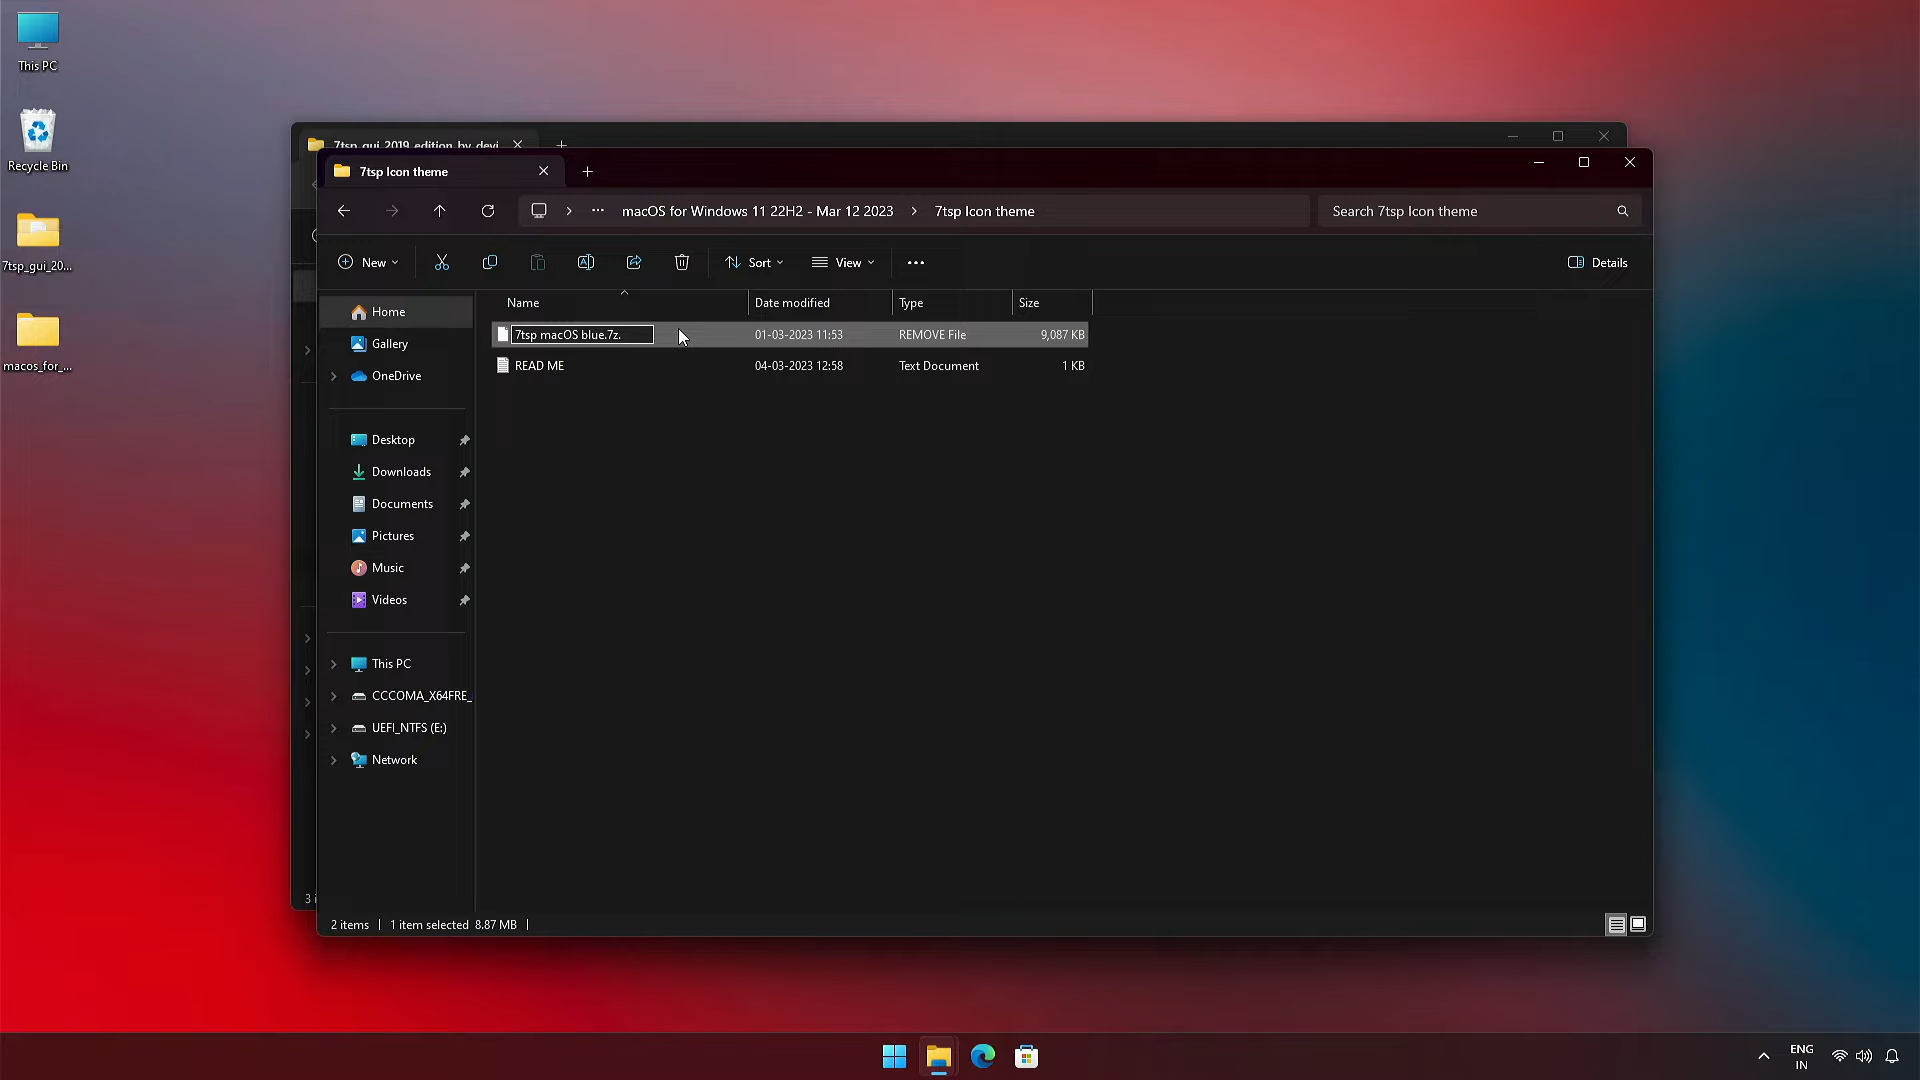 This PC
Recycle Bin
7tsp_gui_20...
macos_for_...
7tsp_gui_2019_edition_by_devi
7tsp Icon theme
macOS for Windows 11 22H2 - Mar 12 2023
7tsp Icon theme
Search 7tsp Icon theme
New
Sort
View
Details
Home
Gallery
OneDrive
Desktop
Downloads
Documents
Pictures
Music
Videos
This PC
CCCOMA_X64FRE_
UEFI_NTFS (E:)
Network
Name
Date modified
Type
Size
7tsp macOS blue.7z.
01-03-2023 11:53
REMOVE File
9,087 KB
READ ME
04-03-2023 12:58
Text Document
1 KB
3 i
2 items
1 item selected 8.87 MB
ENG
IN